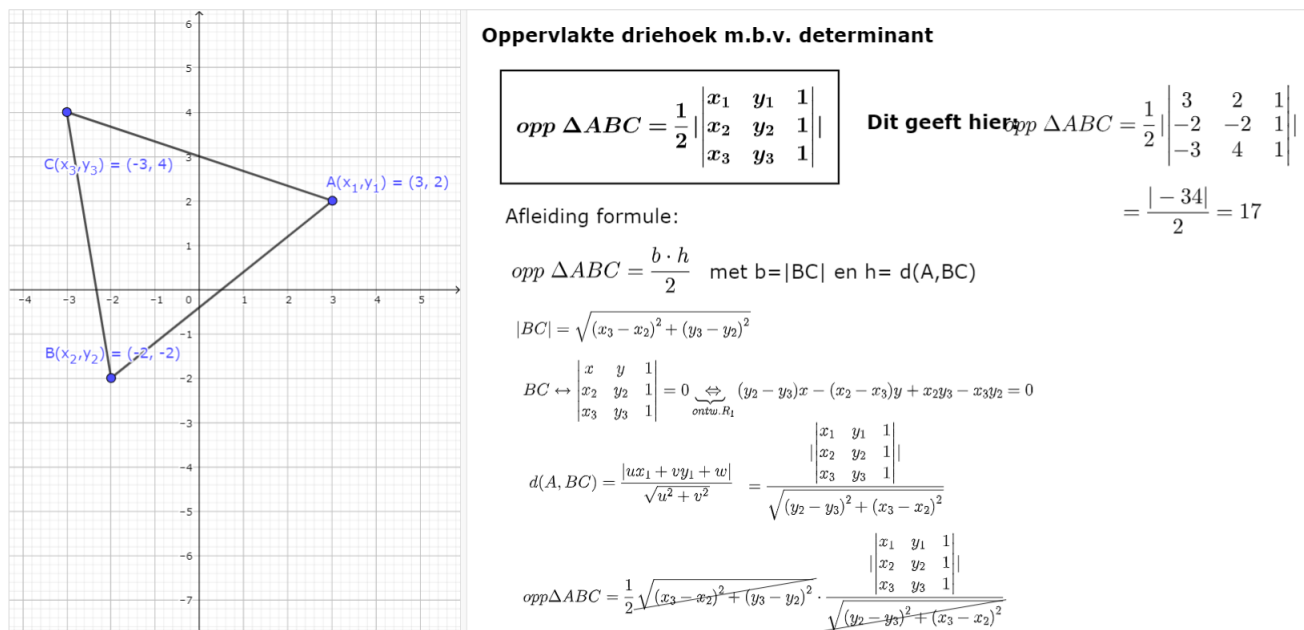 6
5
4
C(x₃,y₃) = (-3, 4)
3
A(x₁,y₁) = (3, 2)
2
1
-4 -3 -2 -1 0 1 2 3 4 5
-1
B(x₂,y₂) = (-2, -2)
-2
-3
-4
-5
-6
-7
Oppervlakte driehoek m.b.v. determinant
opp ΔABC = 1/2 | |x₁ y₁ 1| |
|x₂ y₂ 1|
|x₃ y₃ 1|
Dit geeft hier:
opp ΔABC = 1/2 | |3 2 1| |
|-2 -2 1|
|-3 4 1|
= |-34|/2 = 17
Afleiding formule:
opp ΔABC = b · h / 2 met b=|BC| en h= d(A,BC)
|BC| = √((x₃ − x₂)² + (y₃ − y₂)²)
BC ↔ |x y 1| = 0 ⇔ (y₂ − y₃)x − (x₂ − x₃)y + x₂y₃ − x₃y₂ = 0
|x₂ y₂ 1| ontw.R₁
|x₃ y₃ 1|
d(A, BC) = |ux₁ + vy₁ + w| / √(u² + v²) = | |x₁ y₁ 1| |
|x₂ y₂ 1|
|x₃ y₃ 1|
√((y₂ − y₃)² + (x₃ − x₂)²)
oppΔABC = 1/2 √((x₃ − x₂)² + (y₃ − y₂)²) · | |x₁ y₁ 1| |
|x₂ y₂ 1|
|x₃ y₃ 1|
√((y₂ − y₃)² + (x₃ − x₂)²)